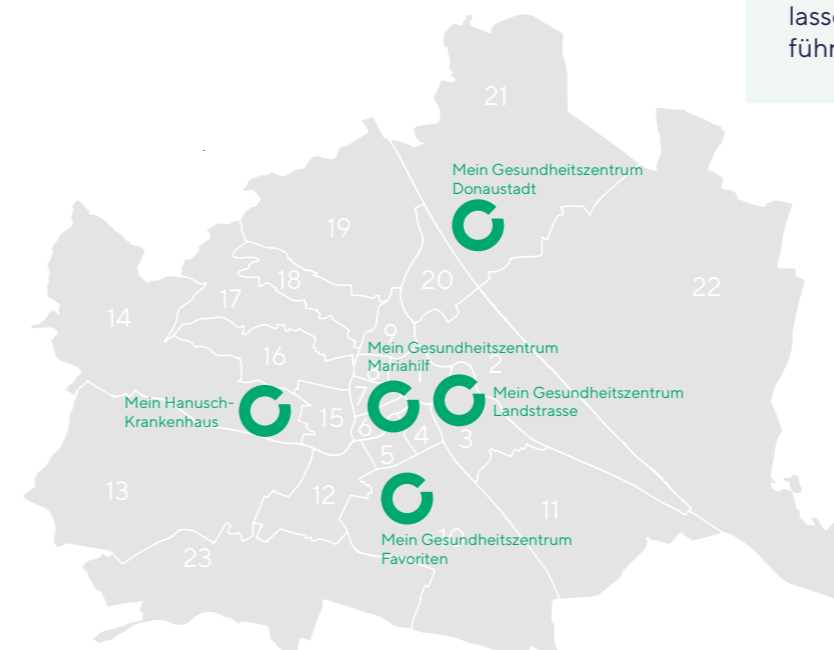 lass
führ
21
Mein Gesundheitszentrum
Donaustadt
19
18
20
22
17
14
9
16
Mein Gesundheitszentrum
Mariahilf
2
Mein Hanusch-
Krankenhaus
7
Mein Gesundheitszentrum
Landstrasse
15
6
4
3
5
13
12
11
10
Mein Gesundheitszentrum
Favoriten
23